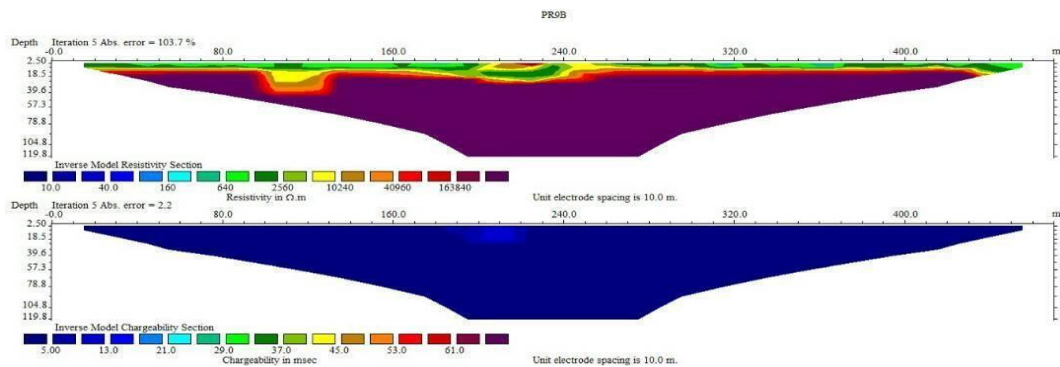 PR9B
Depth Iteration 5 Abs. error = 103.7 %
-0.0 80.0 160.0 240.0 320.0 400.0 m
2.50
18.5
39.6
57.3
78.8
104.8
119.8
Inverse Model Resistivity Section
10.0 40.0 160 640 2560 10240 40960 163840
Resistivity in Ω.m Unit electrode spacing is 10.0 m.
Depth Iteration 5 Abs. error = 2.2
-0.0 80.0 160.0 240.0 320.0 400.0 m
2.50
18.5
39.6
57.3
78.8
104.8
119.8
Inverse Model Chargeability Section
5.00 13.0 21.0 29.0 37.0 45.0 53.0 61.0
Chargeability in msec Unit electrode spacing is 10.0 m.